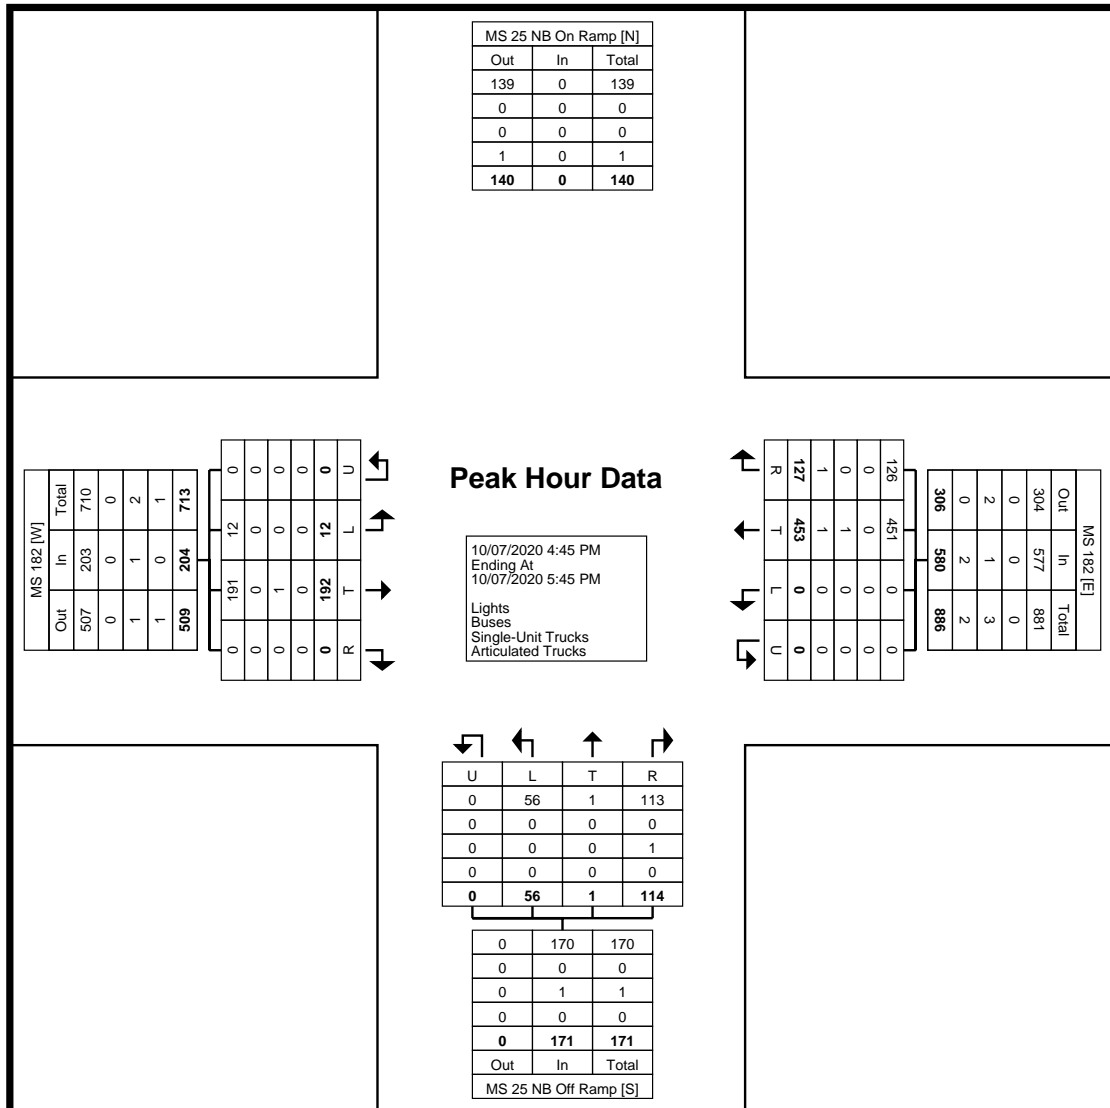 MS 25 NB On Ramp [N]
Out In Total
139 0 139
0 0 0
0 0 0
1 0 1
140 0 140
MS 182 [W]
Total In Out
710 203 507
0 0 0
2 1 1
1 0 1
713 204 509
0 12 191 0
0 0 0 0
0 0 1 0
0 0 0 0
0 12 192 0
U L T R
Peak Hour Data
10/07/2020 4:45 PM
Ending At
10/07/2020 5:45 PM
Lights
Buses
Single-Unit Trucks
Articulated Trucks
R T L U
127 453 0 0
1 1 0 0
0 1 0 0
0 0 0 0
126 451 0 0
306 580 886
0 2 2
2 1 3
0 0 0
304 577 881
Out In Total
MS 182 [E]
U L T R
0 56 1 113
0 0 0 0
0 0 0 1
0 0 0 0
0 56 1 114
0 170 170
0 0 0
0 1 1
0 0 0
0 171 171
Out In Total
MS 25 NB Off Ramp [S]